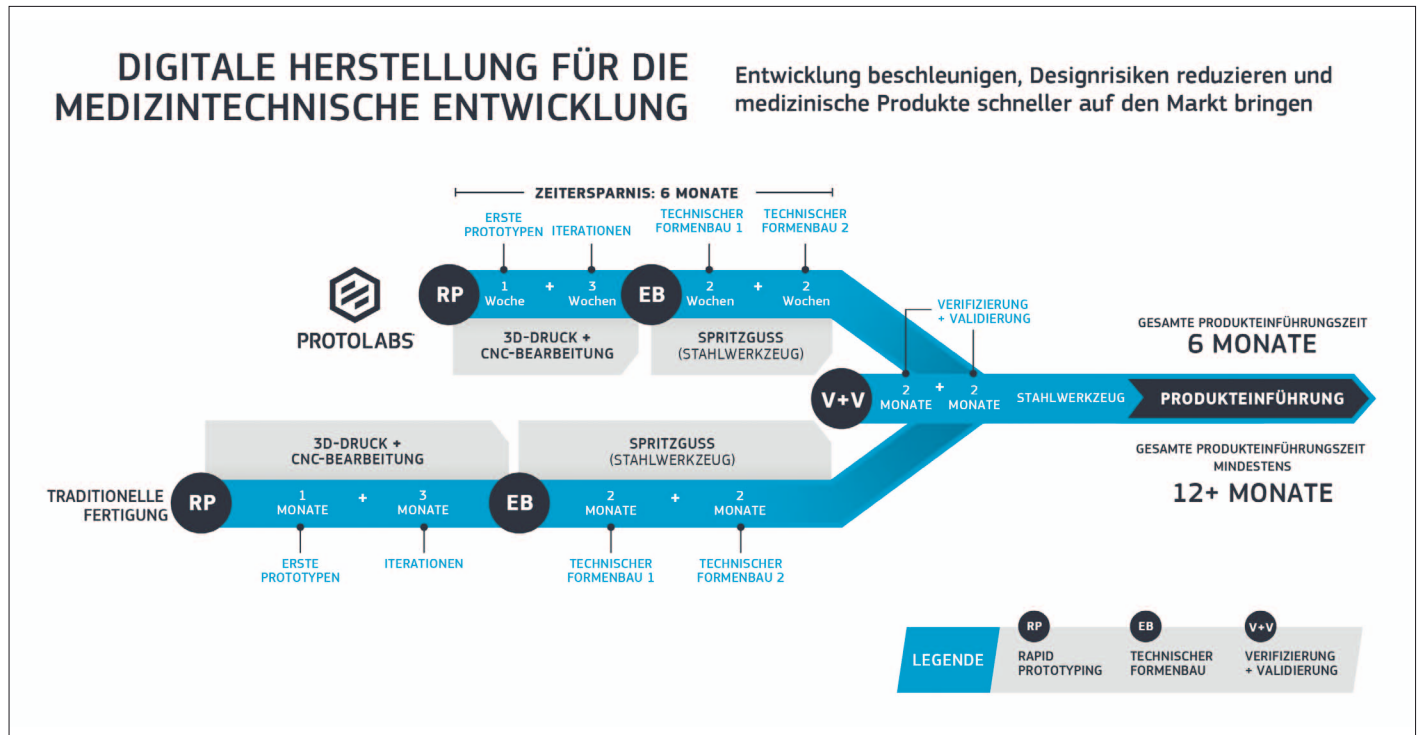 DIGITALE HERSTELLUNG FÜR DIE
MEDIZINTECHNISCHE ENTWICKLUNG
Entwicklung beschleunigen, Designrisiken reduzieren und
medizinische Produkte schneller auf den Markt bringen
ZEITERSPARNIS: 6 MONATE
ERSTE
PROTOTYPEN
ITERATIONEN
TECHNISCHER
FORMENBAU 1
TECHNISCHER
FORMENBAU 2
PROTOLABS
RP
1
Woche
+
3
Wochen
EB
2
Wochen
+
2
Wochen
3D-DRUCK +
CNC-BEARBEITUNG
SPRITZGUSS
(STAHLWERKZEUG)
VERIFIZIERUNG
+ VALIDIERUNG
GESAMTE PRODUKTEINFÜHRUNGSZEIT
6 MONATE
V+V
2
MONATE
+
2
MONATE
STAHLWERKZEUG
PRODUKTEINFÜHRUNG
GESAMTE PRODUKTEINFÜHRUNGSZEIT
MINDESTENS
12+ MONATE
3D-DRUCK +
CNC-BEARBEITUNG
SPRITZGUSS
(STAHLWERKZEUG)
TRADITIONELLE
FERTIGUNG
RP
1
MONATE
+
3
MONATE
EB
2
MONATE
+
2
MONATE
ERSTE
PROTOTYPEN
ITERATIONEN
TECHNISCHER
FORMENBAU 1
TECHNISCHER
FORMENBAU 2
LEGENDE
RP
RAPID
PROTOTYPING
EB
TECHNISCHER
FORMENBAU
V+V
VERIFIZIERUNG
+ VALIDIERUNG